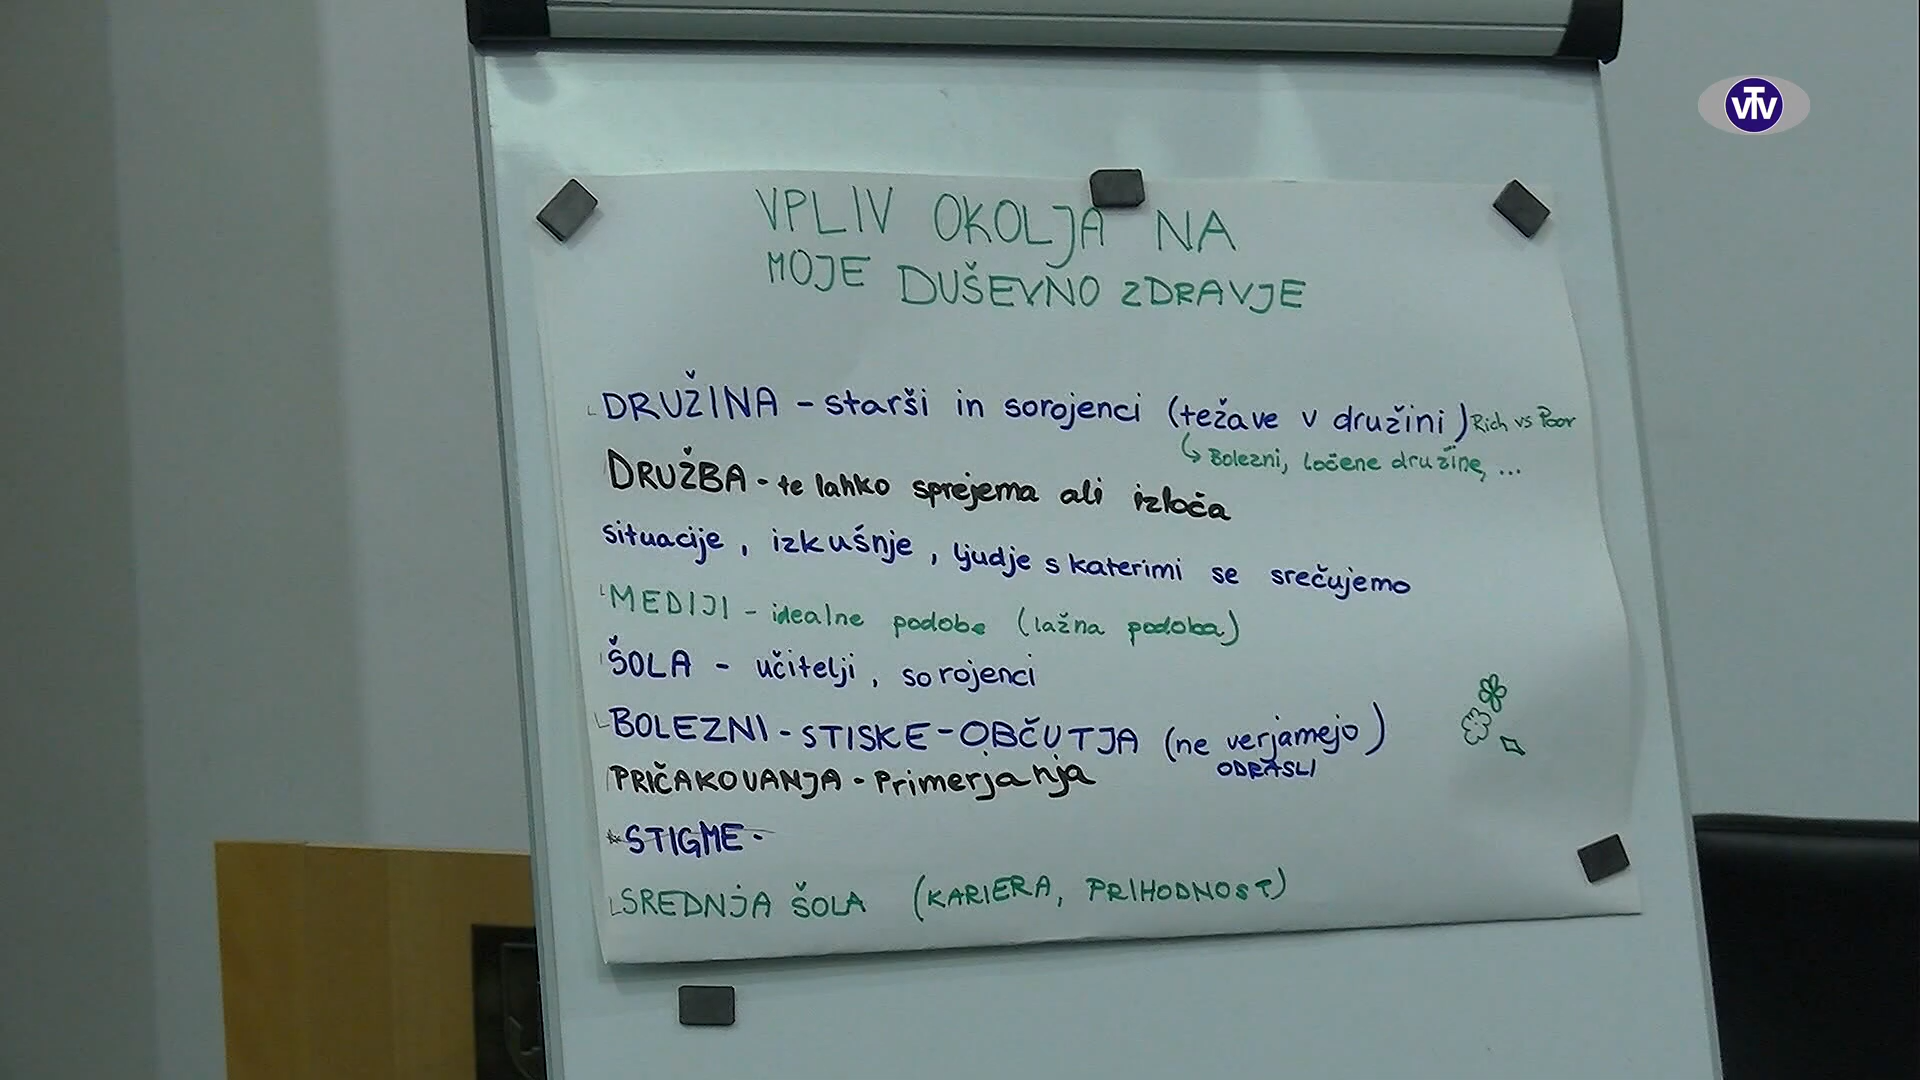 VTV
VPLIV OKOLJA NA
MOJE DUŠEVNO ZDRAVJE
DRUŽINA - starši in sorojenci (težave v družini) Rich vs Poor
↳ Bolezni, ločene družine, ...
DRUŽBA - te lahko sprejema ali izloča
situacije, izkušnje, ljudje s katerimi se srečujemo
MEDIJI - idealne podobe (lažna podoba)
ŠOLA - učitelji, sorojenci
BOLEZNI - STISKE - OBČUTJA (ne verjamejo)
ODRASLI
PRIČAKOVANJA - Primerjanja
*STIGME -
SREDNJA ŠOLA (KARIERA, PRIHODNOST)